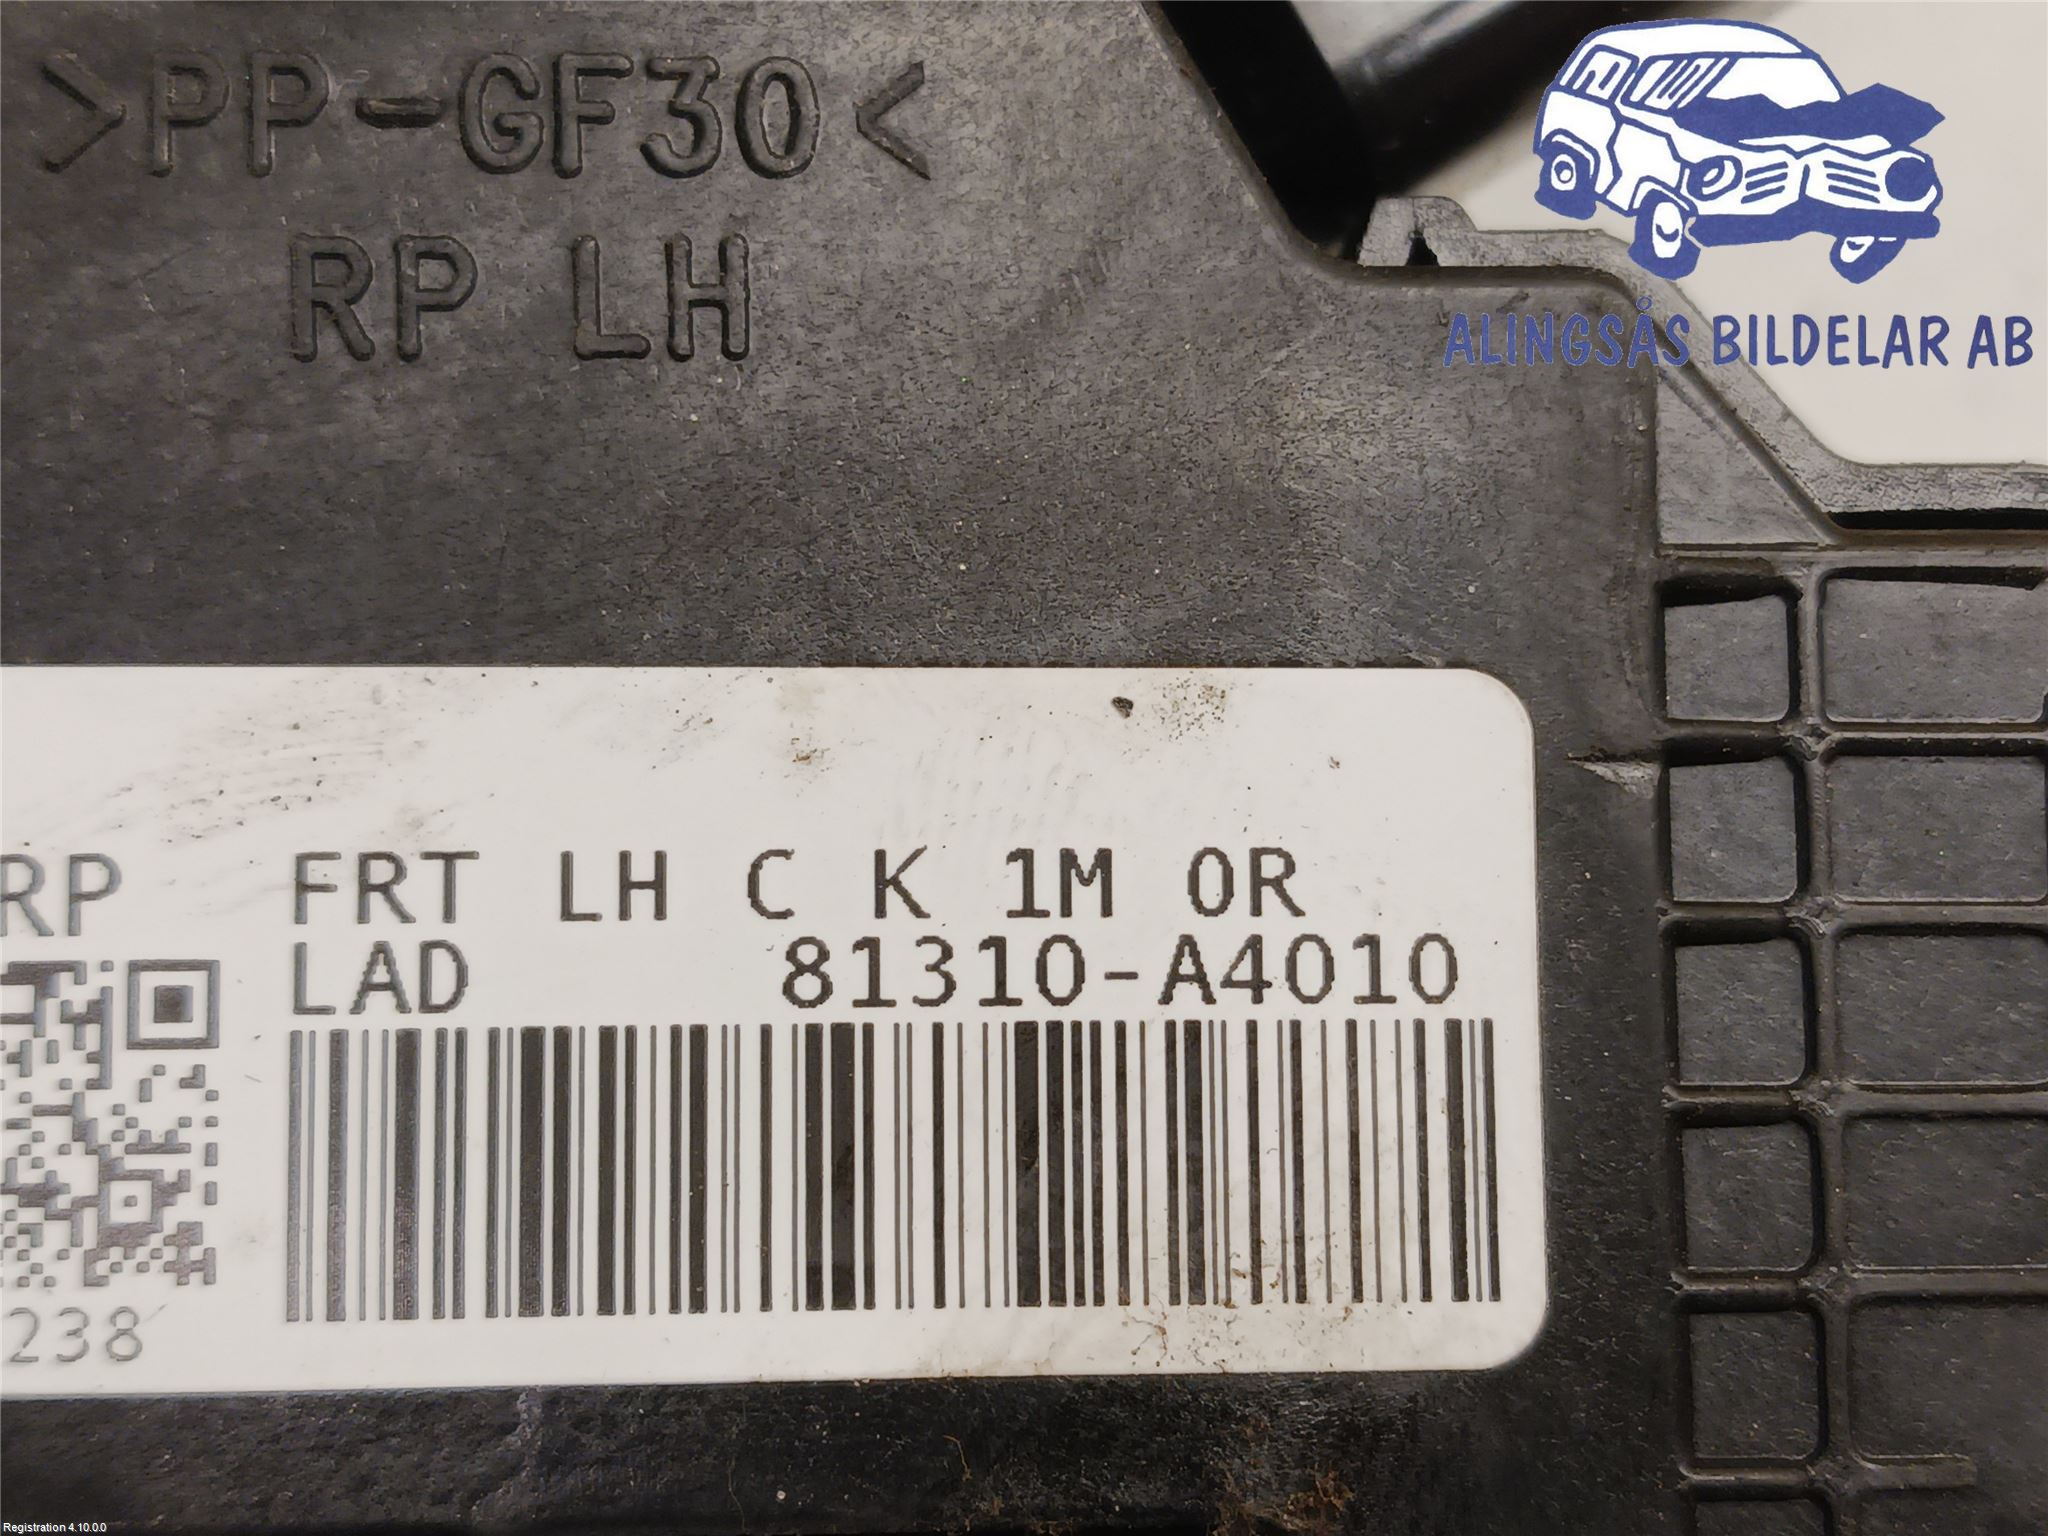 >PP-GF30<
RP LH
ALINGSÅS BILDELAR AB
RP FRT LH C K 1M 0R
LAD 81310-A4010
238
Registration 4.10.0.0